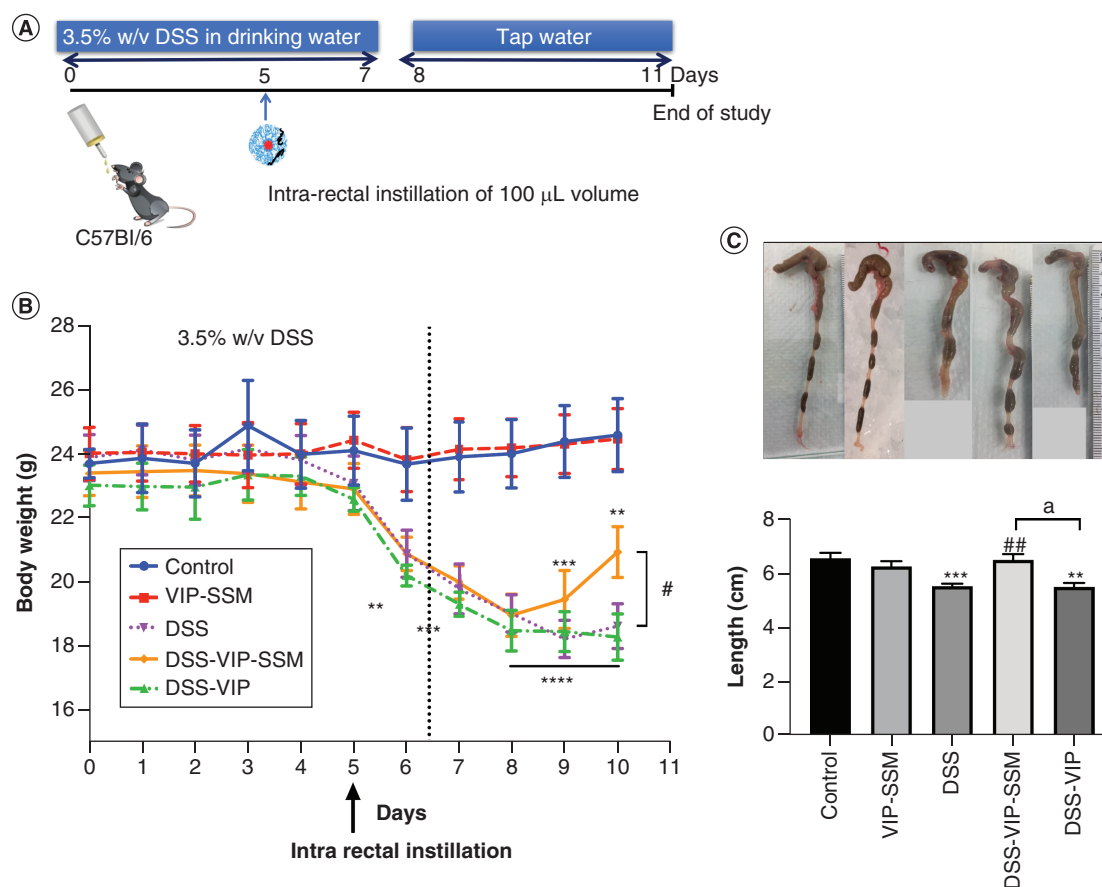 A
3.5% w/v DSS in drinking water
Tap water
0
5
7
8
11 Days
End of study
Intra-rectal instillation of 100 μL volume
C57Bl/6
B
3.5% w/v DSS
28
26
24
22
20
18
16
Body weight (g)
Control
VIP-SSM
DSS
DSS-VIP-SSM
DSS-VIP
**
***
****
***
**
#
0 1 2 3 4 5 6 7 8 9 10 11
Days
Intra rectal instillation
C
a
##
***
**
8
6
4
2
0
Length (cm)
Control
VIP-SSM
DSS
DSS-VIP-SSM
DSS-VIP